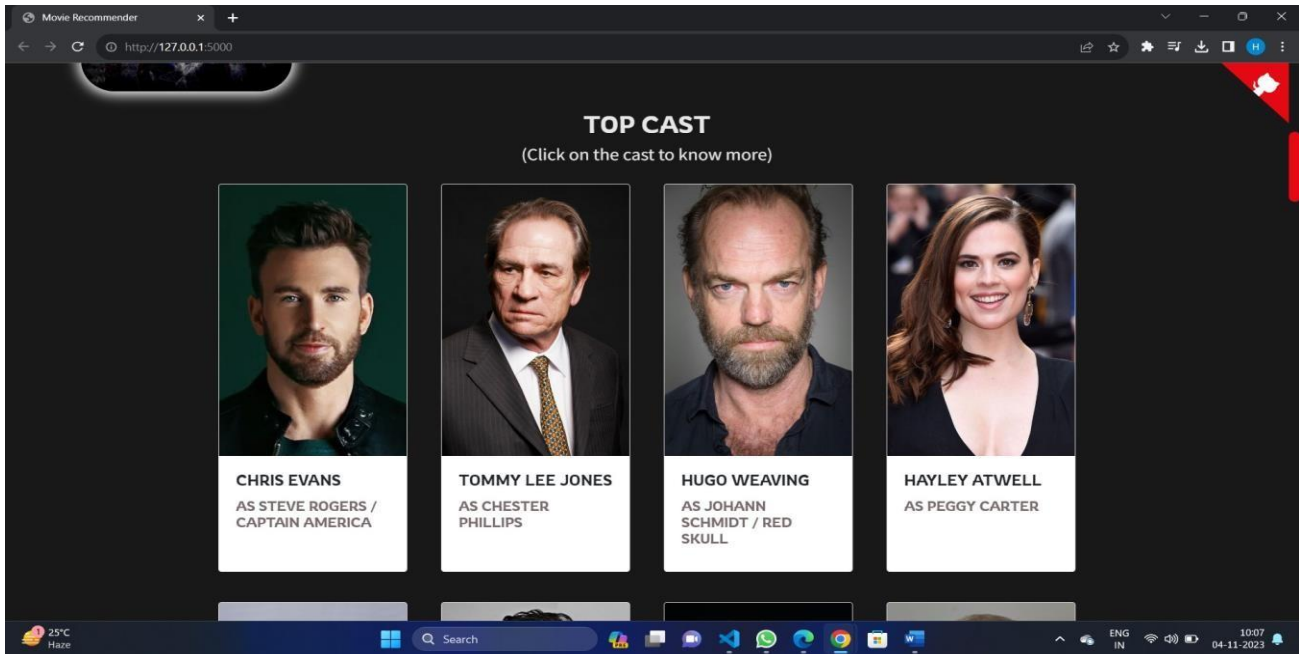 Movie Recommender
http://127.0.0.1:5000
H
TOP CAST
(Click on the cast to know more)
CHRIS EVANS
AS STEVE ROGERS /
CAPTAIN AMERICA
TOMMY LEE JONES
AS CHESTER
PHILLIPS
HUGO WEAVING
AS JOHANN
SCHMIDT / RED
SKULL
HAYLEY ATWELL
AS PEGGY CARTER
1
25°C
Haze
Search
PRE
W
ENG
IN
10:07
04-11-2023